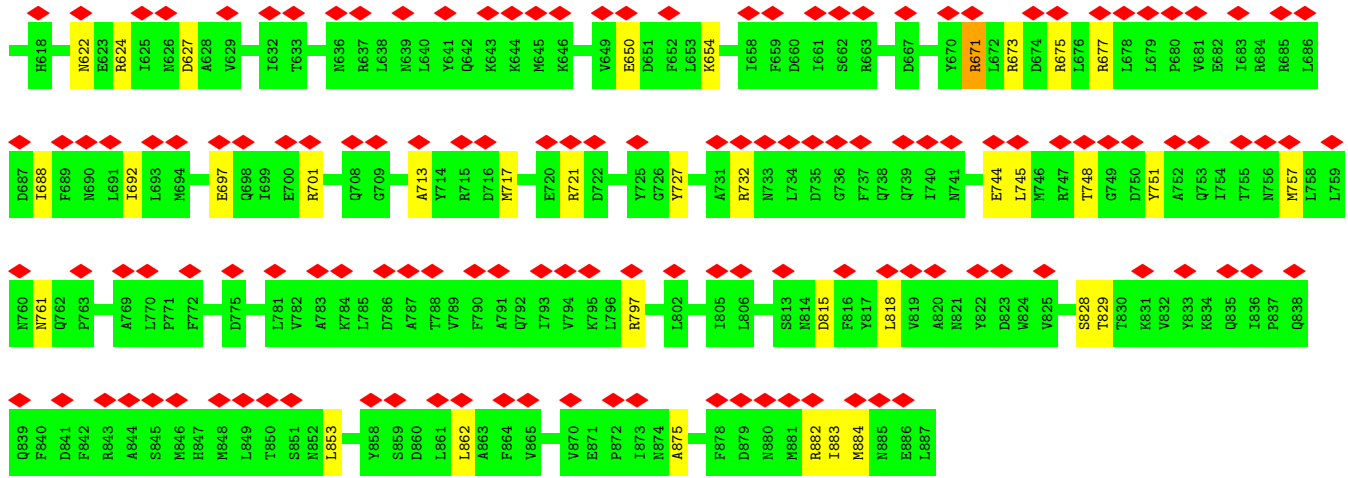 H618 N622 E623 R624 I625 N626 D627 A628 V629 I632 T633 N636 R637 L638 N639 L640 Y641 Q642 K643 K644 M645 K646 V649 E650 D651 F652 L653 K654 I658 F659 D660 I661 S662 R663 D667 Y670 R671 L672 R673 D674 R675 L676 R677 L678 L679 P680 V681 E682 I683 R684 R685 L686
D687 I688 F689 N690 L691 I692 L693 M694 E697 Q698 I699 E700 R701 Q708 G709 A713 Y714 R715 D716 M717 E720 R721 D722 Y725 G726 Y727 A731 R732 N733 L734 D735 G736 F737 Q738 Q739 I740 N741 E744 L745 M746 R747 T748 G749 D750 Y751 A752 Q753 I754 T755 N756 M757 L758 L759
N760 N761 Q762 P763 A769 L770 P771 F772 D775 L781 V782 A783 K784 L785 D786 A787 T788 V789 F790 A791 Q792 I793 V794 K795 L796 R797 L802 I805 L806 S813 N814 D815 F816 Y817 L818 V819 A820 N821 Y822 D823 W824 V825 S828 T829 T830 K831 V832 Y833 K834 Q835 I836 P837 Q838
Q839 F840 D841 F842 R843 A844 S845 M846 H847 M848 L849 T850 S851 N852 L853 Y858 S859 D860 L861 L862 A863 F864 V865 V870 E871 P872 I873 N874 A875 F878 D879 N880 M881 R882 I883 M884 N885 E886 L887